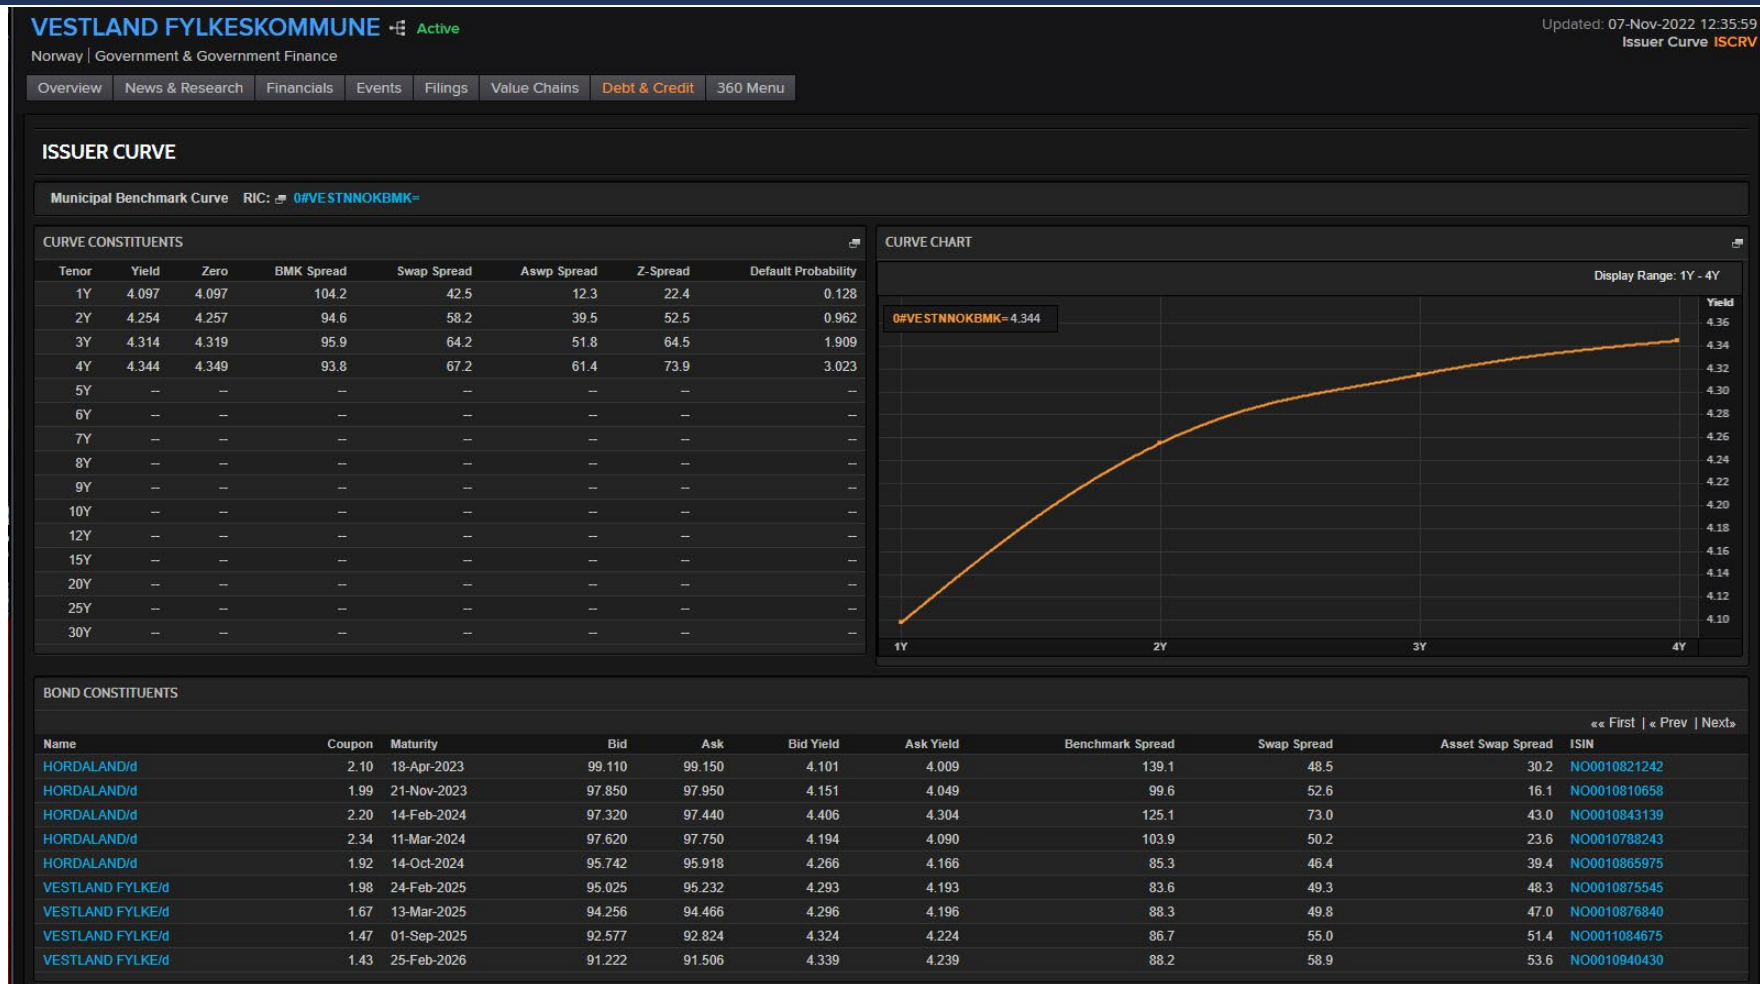 VESTLAND FYLKESKOMMUNE Active
Updated: 07-Nov-2022 12:35:59
Issuer Curve ISCRV
Norway | Government & Government Finance
Overview News & Research Financials Events Filings Value Chains Debt & Credit 360 Menu
ISSUER CURVE
Municipal Benchmark Curve RIC: 0#VESTNNOKBMK=
CURVE CONSTITUENTS
Tenor Yield Zero BMK Spread Swap Spread Aswp Spread Z-Spread Default Probability
1Y 4.097 4.097 104.2 42.5 12.3 22.4 0.128
2Y 4.254 4.257 94.6 58.2 39.5 52.5 0.962
3Y 4.314 4.319 95.9 64.2 51.8 64.5 1.909
4Y 4.344 4.349 93.8 67.2 61.4 73.9 3.023
5Y -- -- -- -- -- -- --
6Y -- -- -- -- -- -- --
7Y -- -- -- -- -- -- --
8Y -- -- -- -- -- -- --
9Y -- -- -- -- -- -- --
10Y -- -- -- -- -- -- --
12Y -- -- -- -- -- -- --
15Y -- -- -- -- -- -- --
20Y -- -- -- -- -- -- --
25Y -- -- -- -- -- -- --
30Y -- -- -- -- -- -- --
CURVE CHART
Display Range: 1Y - 4Y
Yield
0#VESTNNOKBMK= 4.344
4.36
4.34
4.32
4.30
4.28
4.26
4.24
4.22
4.20
4.18
4.16
4.14
4.12
4.10
1Y 2Y 3Y 4Y
BOND CONSTITUENTS
«« First | « Prev | Next»
Name Coupon Maturity Bid Ask Bid Yield Ask Yield Benchmark Spread Swap Spread Asset Swap Spread ISIN
HORDALAND/d 2.10 18-Apr-2023 99.110 99.150 4.101 4.009 139.1 48.5 30.2 NO0010821242
HORDALAND/d 1.99 21-Nov-2023 97.850 97.950 4.151 4.049 99.6 52.6 16.1 NO0010810658
HORDALAND/d 2.20 14-Feb-2024 97.320 97.440 4.406 4.304 125.1 73.0 43.0 NO0010843139
HORDALAND/d 2.34 11-Mar-2024 97.620 97.750 4.194 4.090 103.9 50.2 23.6 NO0010788243
HORDALAND/d 1.92 14-Oct-2024 95.742 95.918 4.266 4.166 85.3 46.4 39.4 NO0010865975
VESTLAND FYLKE/d 1.98 24-Feb-2025 95.025 95.232 4.293 4.193 83.6 49.3 48.3 NO0010875545
VESTLAND FYLKE/d 1.67 13-Mar-2025 94.256 94.466 4.296 4.196 88.3 49.8 47.0 NO0010876840
VESTLAND FYLKE/d 1.47 01-Sep-2025 92.577 92.824 4.324 4.224 86.7 55.0 51.4 NO0011084675
VESTLAND FYLKE/d 1.43 25-Feb-2026 91.222 91.506 4.339 4.239 88.2 58.9 53.6 NO0010940430